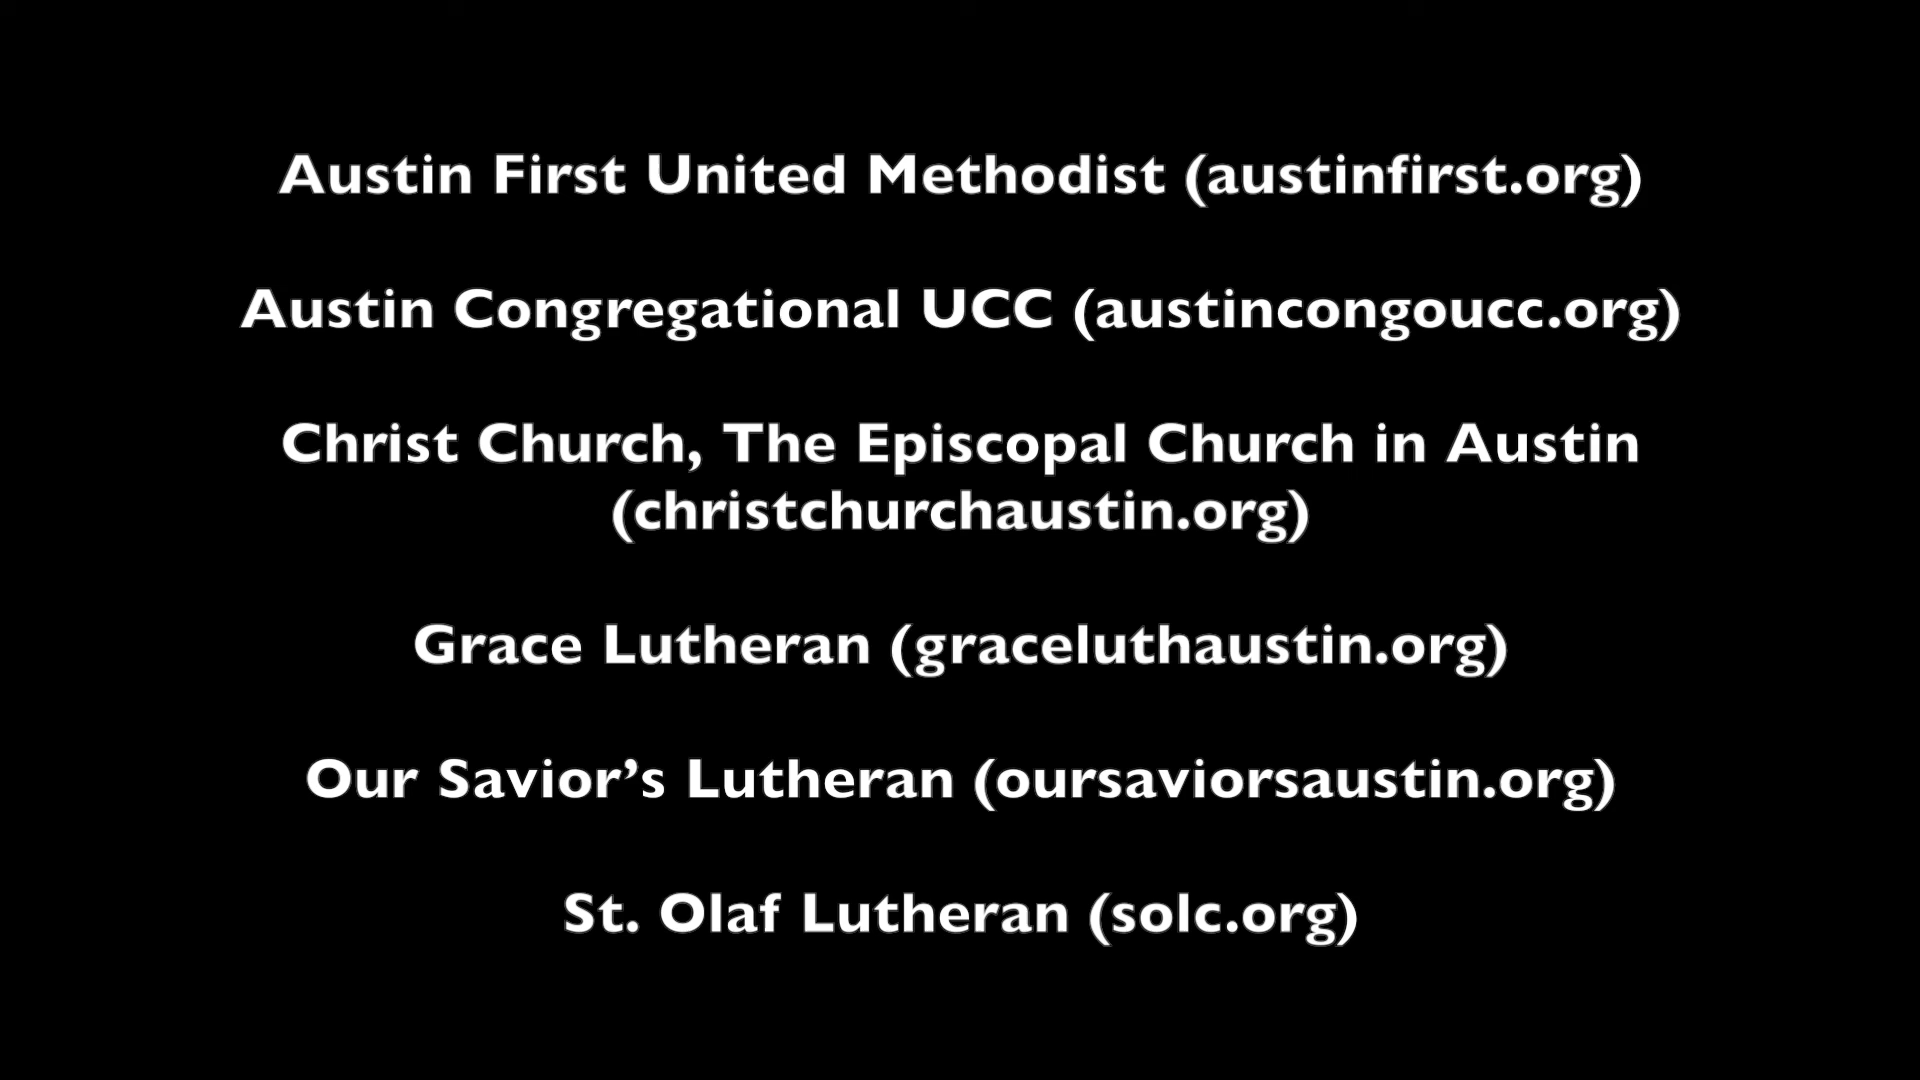 Austin First United Methodist (austinfirst.org)
Austin Congregational UCC (austincongoucc.org)
Christ Church, The Episcopal Church in Austin
(christchurchaustin.org)
Grace Lutheran (graceluthaustin.org)
Our Savior’s Lutheran (oursaviorsaustin.org)
St. Olaf Lutheran (solc.org)